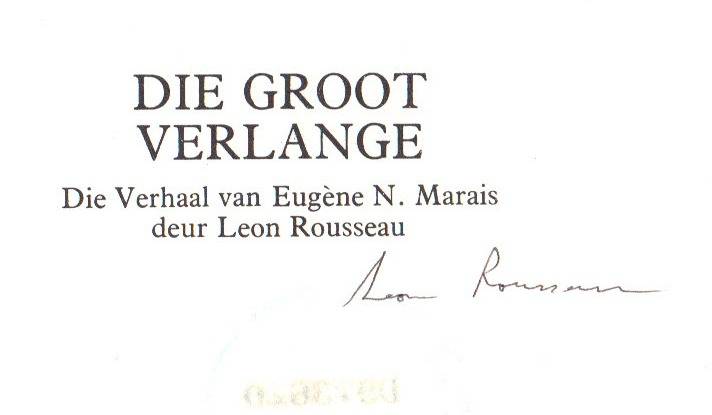 DIE GROOT
VERLANGE
Die Verhaal van Eugène N. Marais
deur Leon Rousseau
Leon Rousseau